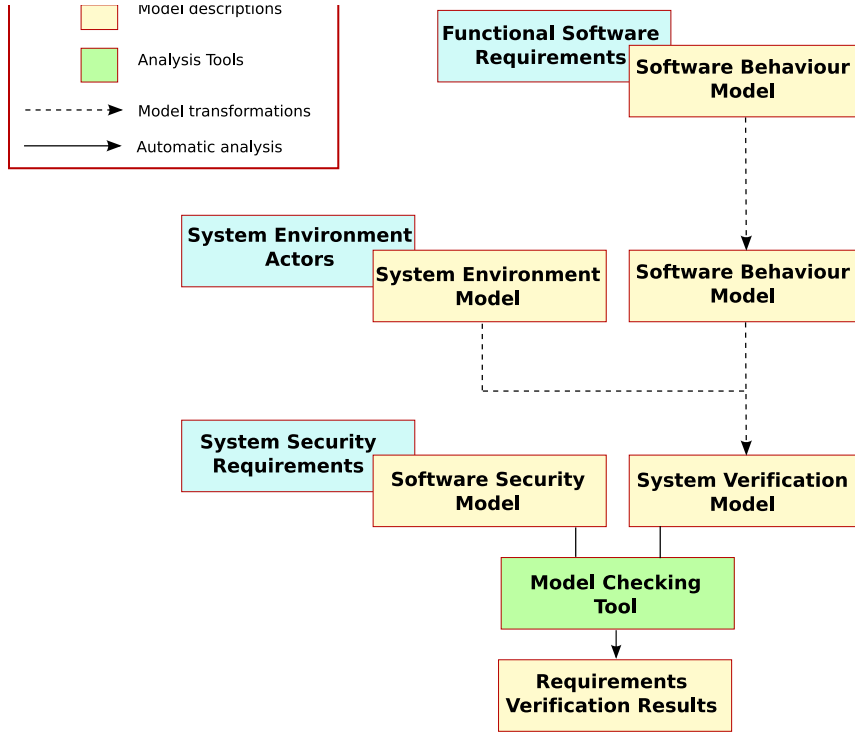 Model descriptions
Analysis Tools
Model transformations
Automatic analysis
Functional Software
Requirements
Software Behaviour
Model
System Environment
Actors
System Environment
Model
Software Behaviour
Model
System Security
Requirements
Software Security
Model
System Verification
Model
Model Checking
Tool
Requirements
Verification Results